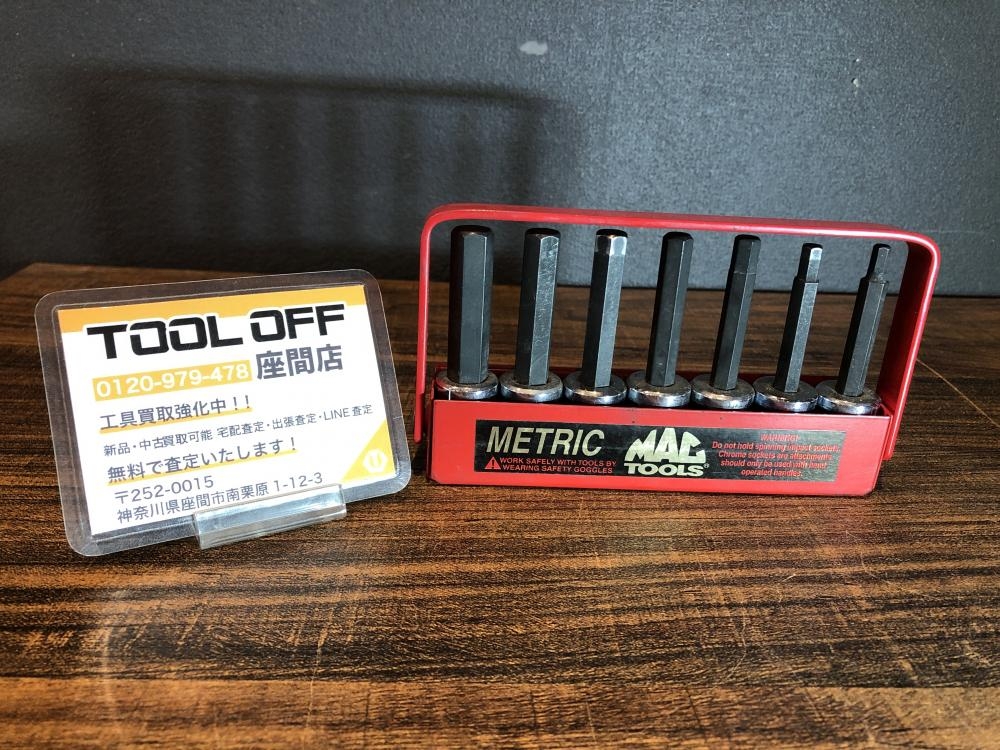 TOOL OFF
0120-979-478 座間店
工具買取強化中！！
新品・中古買取可能 宅配査定・出張査定・LINE査定
無料で査定いたします！
〒252-0015
神奈川県座間市南栗原 1-12-3
METRIC
WORK SAFELY WITH TOOLS BY
WEARING SAFETY GOGGLES
MAC
TOOLS®
WARNING!
Do not hold spinning impact sockets.
Chrome sockets are attachments
should only be used with hand
operated handles.